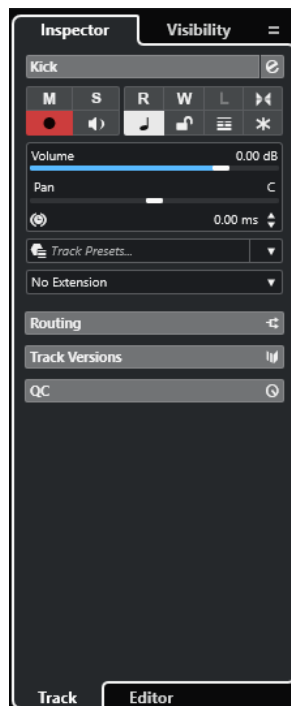 Inspector Visibility
Kick
M S R W L
Volume 0.00 dB
Pan C
0.00 ms
Track Presets...
No Extension
Routing
Track Versions
QC
Track Editor